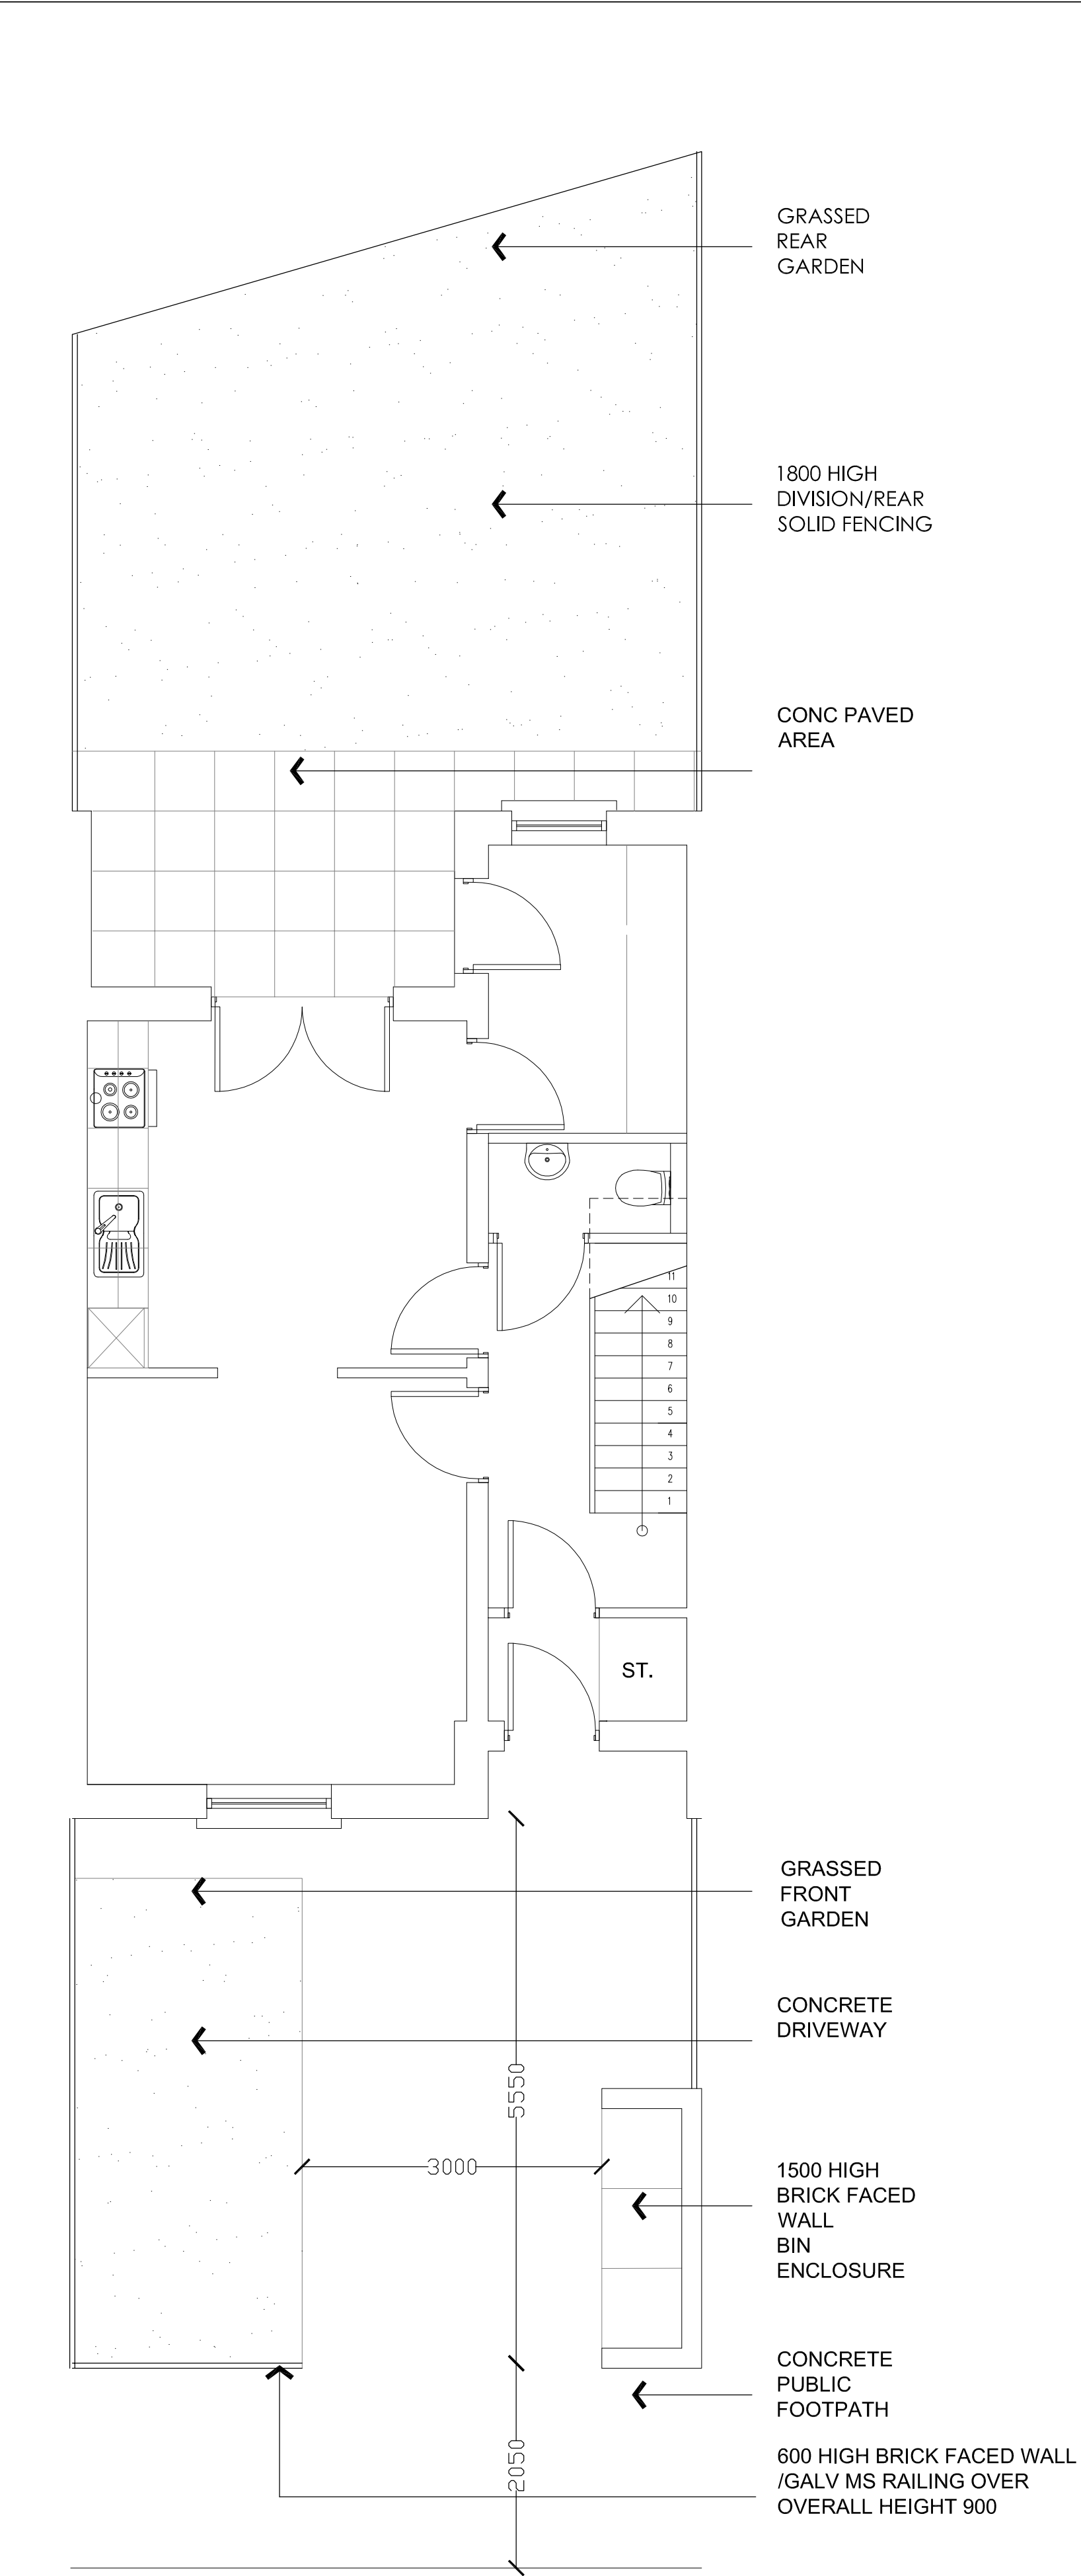 GRASSED
REAR
GARDEN
1800 HIGH
DIVISION/REAR
SOLID FENCING
CONC PAVED
AREA
11
10
9
8
7
6
5
4
3
2
1
ST.
GRASSED
FRONT
GARDEN
CONCRETE
DRIVEWAY
5550
3000
1500 HIGH
BRICK FACED
WALL
BIN
ENCLOSURE
CONCRETE
PUBLIC
FOOTPATH
2050
600 HIGH BRICK FACED WALL
/GALV MS RAILING OVER
OVERALL HEIGHT 900